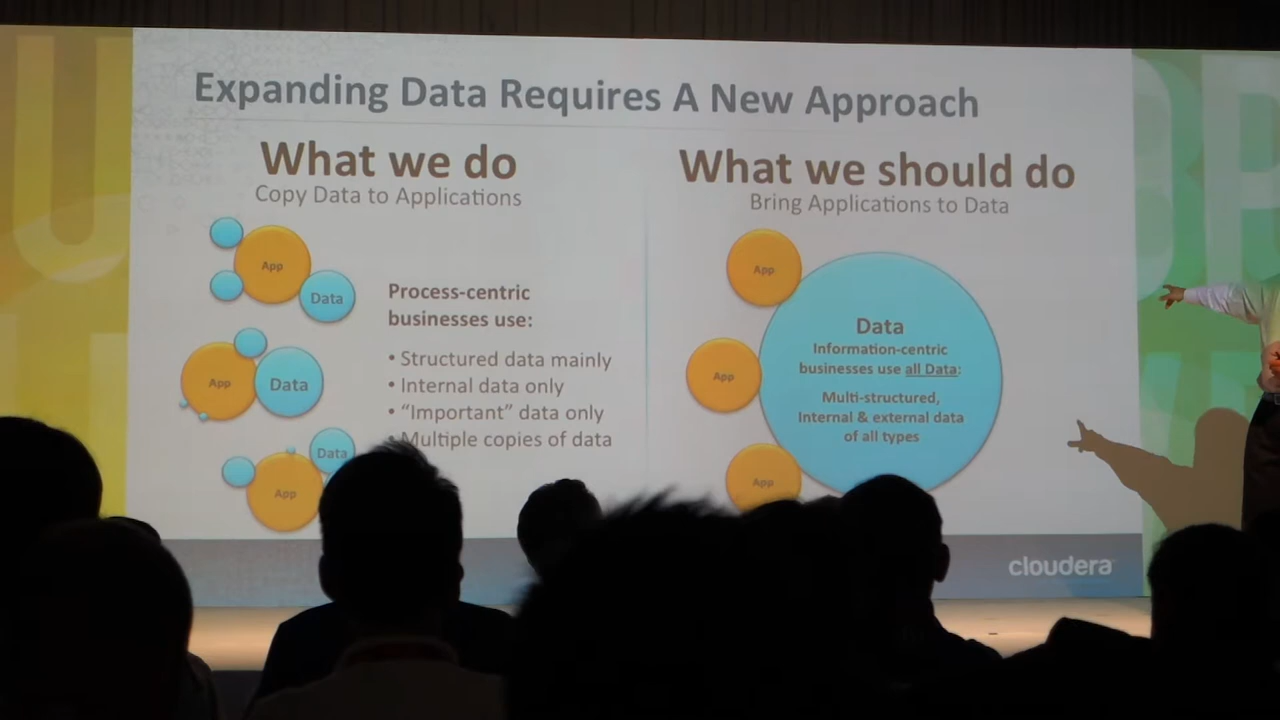 Expanding Data Requires A New Approach
What we do
Copy Data to Applications
App
Data
App
Data
Data
App
Process-centric
businesses use:
• Structured data mainly
• Internal data only
• “Important” data only
Multiple copies of data
What we should do
Bring Applications to Data
App
App
App
Data
Information-centric
businesses use all Data:
Multi-structured,
Internal & external data
of all types
cloudera